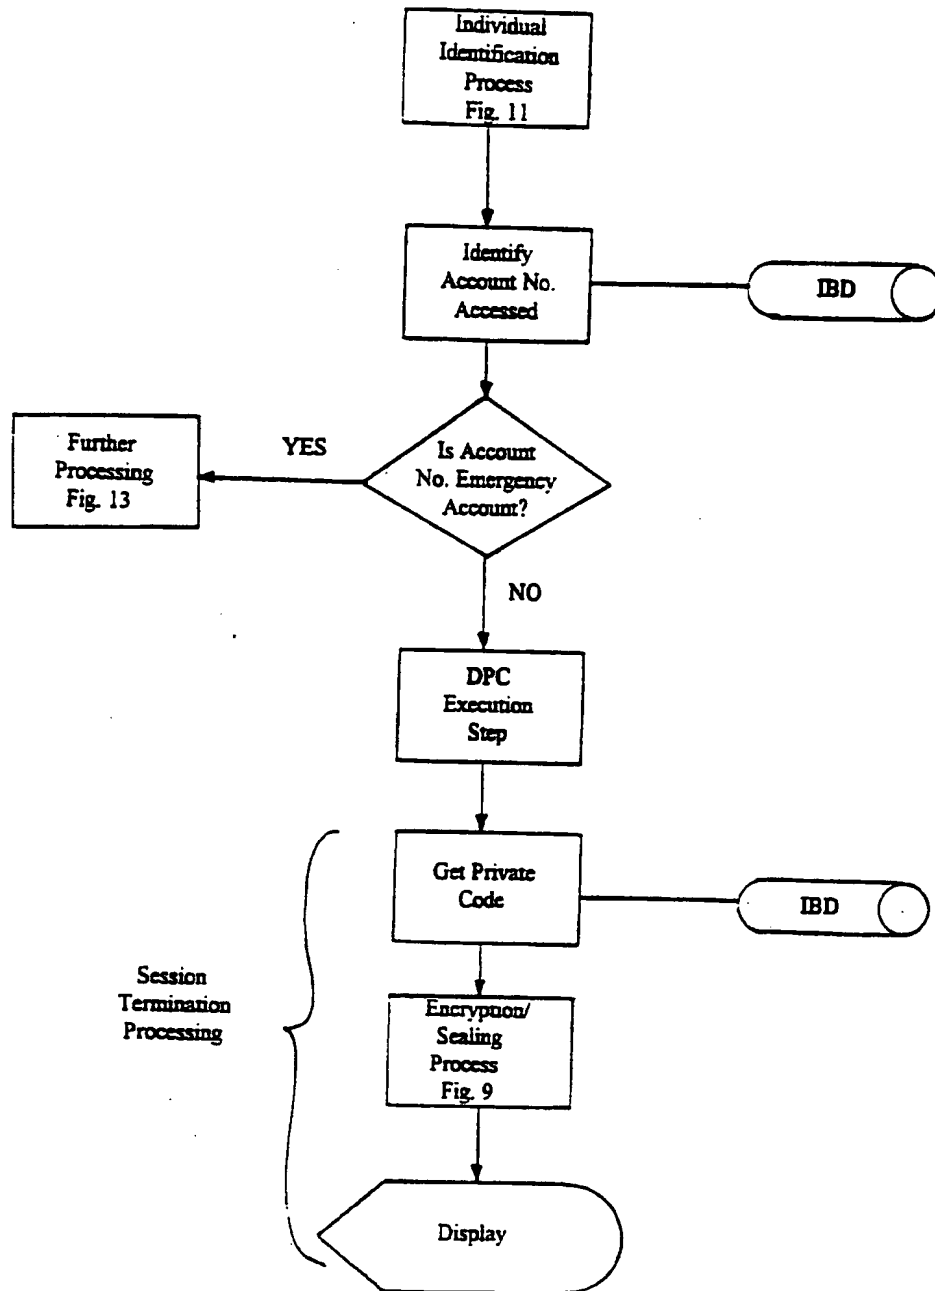 Individual
Identification
Process
Fig. 11
Identify
Account No.
Accessed
IBD
Is Account
No. Emergency
Account?
YES
Further
Processing
Fig. 13
NO
DPC
Execution
Step
Get Private
Code
IBD
Session
Termination
Processing
Encryption/
Sealing
Process
Fig. 9
Display